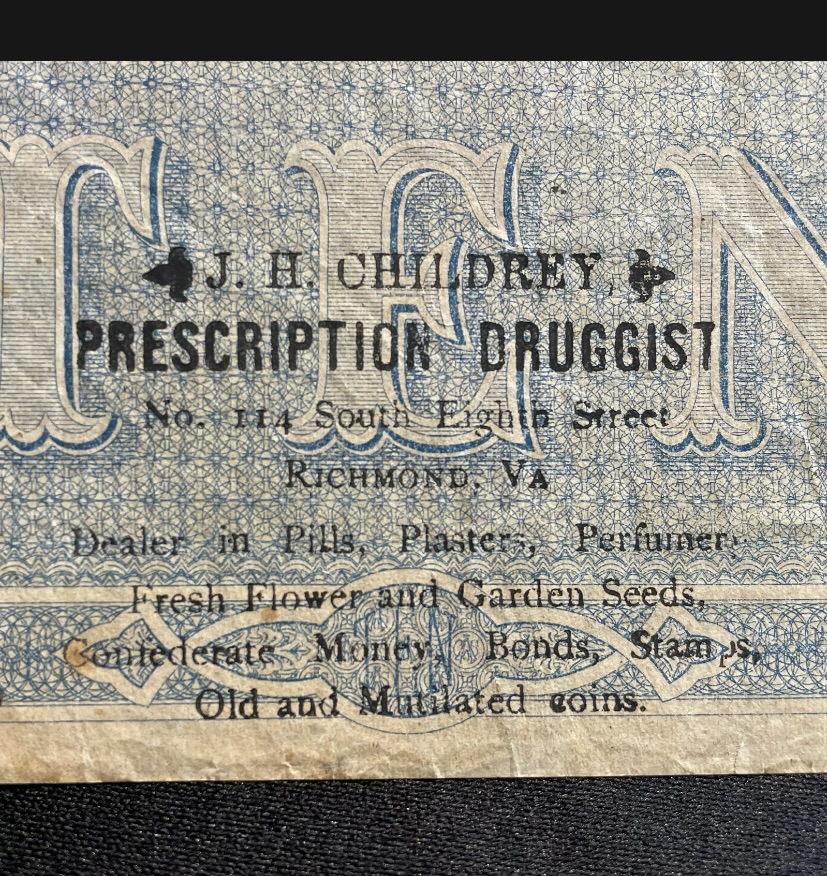 TEN
J. H. CHILDREY,
PRESCRIPTION DRUGGIST
No. 114 South Eighth Street
RICHMOND, VA
Dealer in Pills, Plasters, Perfumery
Fresh Flower and Garden Seeds,
Confederate Money, Bonds, Stamps,
Old and Mutilated coins.